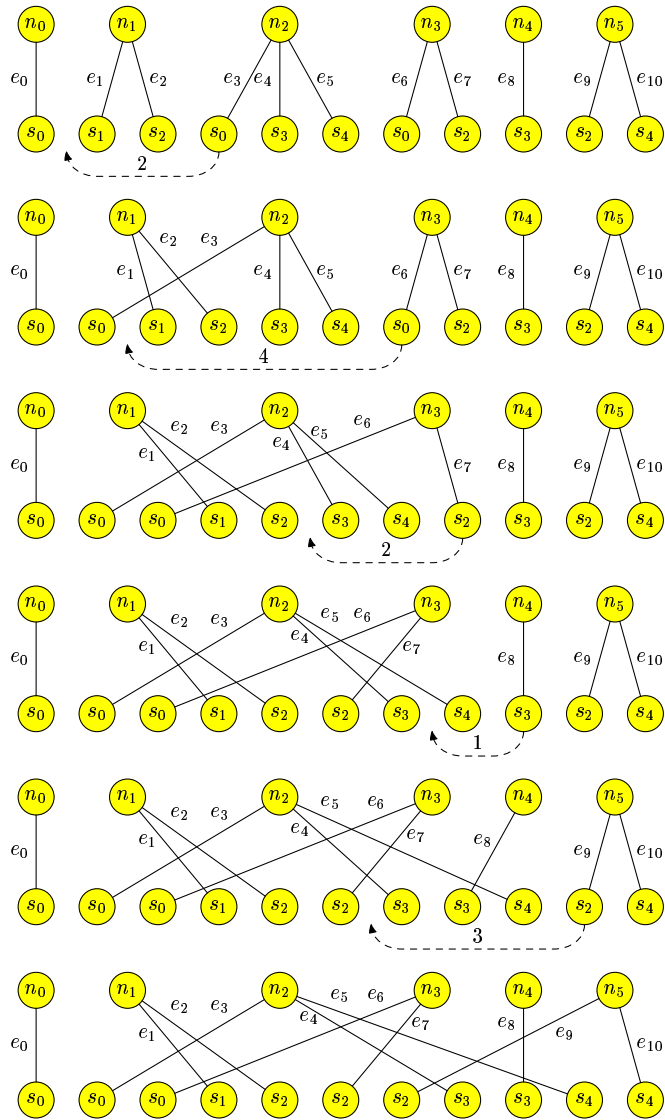 n0 n1 n2 n3 n4 n5
e0 e1 e2 e3 e4 e5 e6 e7 e8 e9 e10
s0 s1 s2 s0 s3 s4 s0 s2 s3 s2 s4
2
n0 n1 n2 n3 n4 n5
e2 e3
e0 e1 e4 e5 e6 e7 e8 e9 e10
s0 s0 s1 s2 s3 s4 s0 s2 s3 s2 s4
4
n0 n1 n2 n3 n4 n5
e2 e3 e5 e6
e1 e4
e0 e7 e8 e9 e10
s0 s0 s0 s1 s2 s3 s4 s2 s3 s2 s4
2
n0 n1 n2 n3 n4 n5
e2 e3 e5 e6
e1 e4 e7
e0 e8 e9 e10
s0 s0 s0 s1 s2 s2 s3 s4 s3 s2 s4
1
n0 n1 n2 n3 n4 n5
e2 e3 e5 e6
e1 e4 e7 e8
e0 e9 e10
s0 s0 s0 s1 s2 s2 s3 s3 s4 s2 s4
3
n0 n1 n2 n3 n4 n5
e2 e3 e5 e6
e1 e4 e7 e8 e9
e0 e10
s0 s0 s0 s1 s2 s2 s2 s3 s3 s4 s4